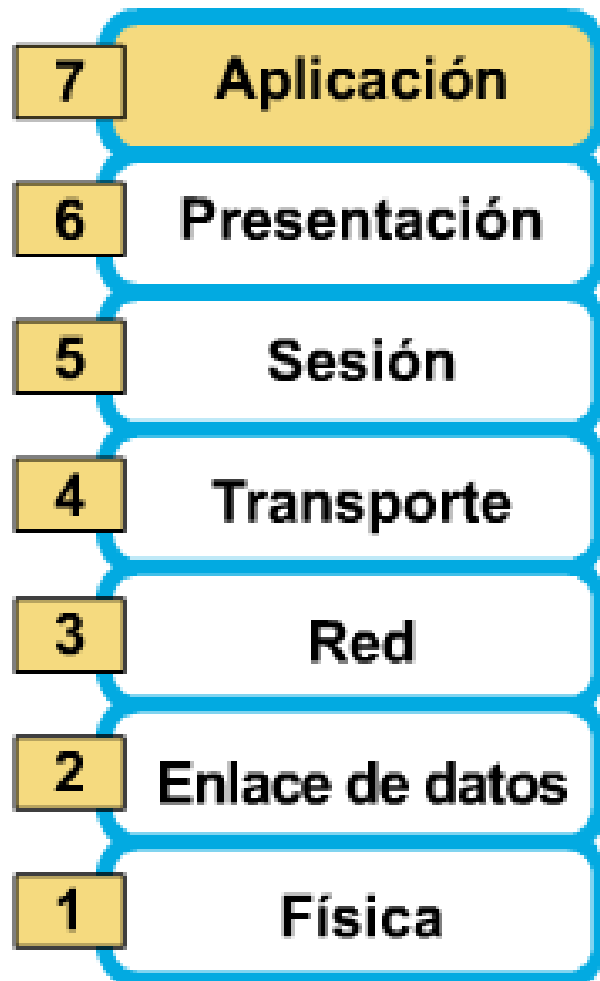 7 Aplicación
6 Presentación
5 Sesión
4 Transporte
3 Red
2 Enlace de datos
1 Física